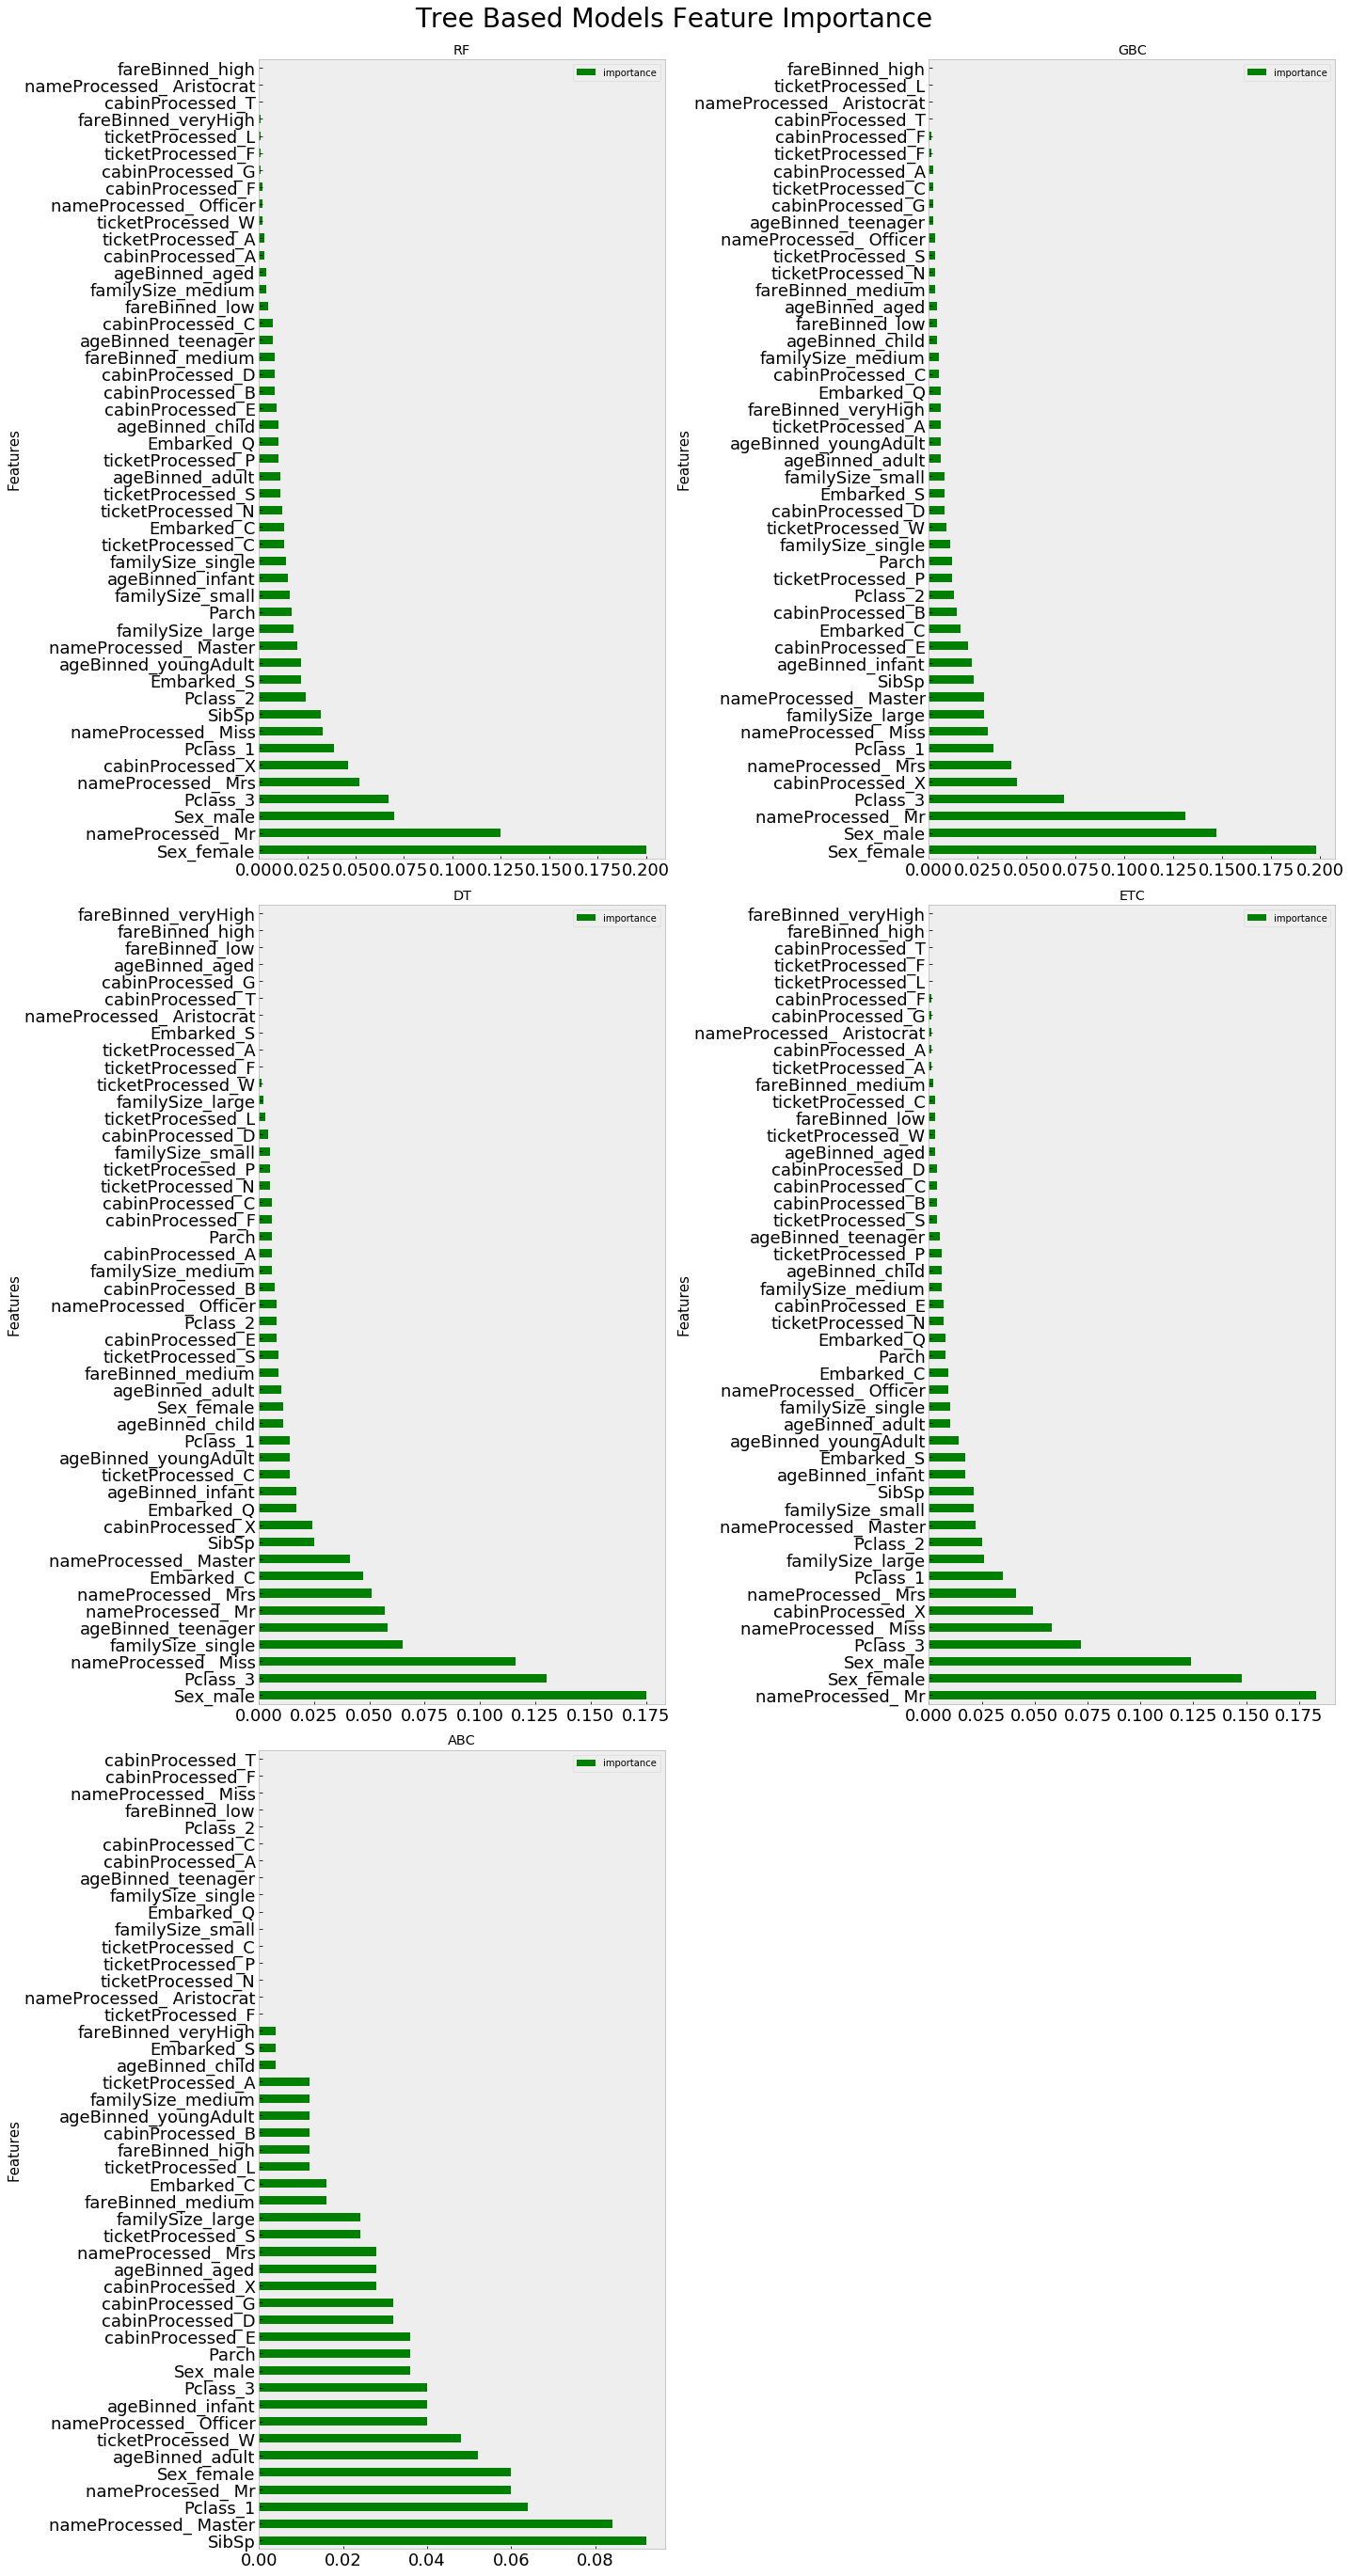 Tree Based Models Feature Importance
RF
importance
fareBinned_high
nameProcessed_ Aristocrat
cabinProcessed_T
fareBinned_veryHigh
ticketProcessed_L
ticketProcessed_F
cabinProcessed_G
cabinProcessed_F
nameProcessed_ Officer
ticketProcessed_W
ticketProcessed_A
cabinProcessed_A
ageBinned_aged
familySize_medium
fareBinned_low
cabinProcessed_C
ageBinned_teenager
fareBinned_medium
cabinProcessed_D
cabinProcessed_B
cabinProcessed_E
ageBinned_child
Embarked_Q
ticketProcessed_P
ageBinned_adult
ticketProcessed_S
ticketProcessed_N
Embarked_C
ticketProcessed_C
familySize_single
ageBinned_infant
familySize_small
Parch
familySize_large
nameProcessed_ Master
ageBinned_youngAdult
Embarked_S
Pclass_2
SibSp
nameProcessed_ Miss
Pclass_1
cabinProcessed_X
nameProcessed_ Mrs
Pclass_3
Sex_male
nameProcessed_ Mr
Sex_female
Features
0.000 0.025 0.050 0.075 0.100 0.125 0.150 0.175 0.200
GBC
importance
fareBinned_high
ticketProcessed_L
nameProcessed_ Aristocrat
cabinProcessed_T
cabinProcessed_F
ticketProcessed_F
cabinProcessed_A
ticketProcessed_C
cabinProcessed_G
ageBinned_teenager
nameProcessed_ Officer
ticketProcessed_S
ticketProcessed_N
fareBinned_medium
ageBinned_aged
fareBinned_low
ageBinned_child
familySize_medium
cabinProcessed_C
Embarked_Q
fareBinned_veryHigh
ticketProcessed_A
ageBinned_youngAdult
ageBinned_adult
familySize_small
Embarked_S
cabinProcessed_D
ticketProcessed_W
familySize_single
Parch
ticketProcessed_P
Pclass_2
cabinProcessed_B
Embarked_C
cabinProcessed_E
ageBinned_infant
SibSp
nameProcessed_ Master
familySize_large
nameProcessed_ Miss
Pclass_1
nameProcessed_ Mrs
cabinProcessed_X
Pclass_3
nameProcessed_ Mr
Sex_male
Sex_female
Features
0.000 0.025 0.050 0.075 0.100 0.125 0.150 0.175 0.200
DT
importance
fareBinned_veryHigh
fareBinned_high
fareBinned_low
ageBinned_aged
cabinProcessed_G
cabinProcessed_T
nameProcessed_ Aristocrat
Embarked_S
ticketProcessed_A
ticketProcessed_F
ticketProcessed_W
familySize_large
ticketProcessed_L
cabinProcessed_D
familySize_small
ticketProcessed_P
ticketProcessed_N
cabinProcessed_C
cabinProcessed_F
Parch
cabinProcessed_A
familySize_medium
cabinProcessed_B
nameProcessed_ Officer
Pclass_2
cabinProcessed_E
ticketProcessed_S
fareBinned_medium
ageBinned_adult
Sex_female
ageBinned_child
Pclass_1
ageBinned_youngAdult
ticketProcessed_C
ageBinned_infant
Embarked_Q
cabinProcessed_X
SibSp
nameProcessed_ Master
Embarked_C
nameProcessed_ Mrs
nameProcessed_ Mr
ageBinned_teenager
familySize_single
nameProcessed_ Miss
Pclass_3
Sex_male
Features
0.000 0.025 0.050 0.075 0.100 0.125 0.150 0.175
ETC
importance
fareBinned_veryHigh
fareBinned_high
cabinProcessed_T
ticketProcessed_F
ticketProcessed_L
cabinProcessed_F
cabinProcessed_G
nameProcessed_ Aristocrat
cabinProcessed_A
ticketProcessed_A
fareBinned_medium
ticketProcessed_C
fareBinned_low
ticketProcessed_W
ageBinned_aged
cabinProcessed_D
cabinProcessed_C
cabinProcessed_B
ticketProcessed_S
ageBinned_teenager
ticketProcessed_P
ageBinned_child
familySize_medium
cabinProcessed_E
ticketProcessed_N
Embarked_Q
Parch
Embarked_C
nameProcessed_ Officer
familySize_single
ageBinned_adult
ageBinned_youngAdult
Embarked_S
ageBinned_infant
SibSp
familySize_small
nameProcessed_ Master
Pclass_2
familySize_large
Pclass_1
nameProcessed_ Mrs
cabinProcessed_X
nameProcessed_ Miss
Pclass_3
Sex_male
Sex_female
nameProcessed_ Mr
Features
0.000 0.025 0.050 0.075 0.100 0.125 0.150 0.175
ABC
importance
cabinProcessed_T
cabinProcessed_F
nameProcessed_ Miss
fareBinned_low
Pclass_2
cabinProcessed_C
cabinProcessed_A
ageBinned_teenager
familySize_single
Embarked_Q
familySize_small
ticketProcessed_C
ticketProcessed_P
ticketProcessed_N
nameProcessed_ Aristocrat
ticketProcessed_F
fareBinned_veryHigh
Embarked_S
ageBinned_child
ticketProcessed_A
familySize_medium
ageBinned_youngAdult
cabinProcessed_B
fareBinned_high
ticketProcessed_L
Embarked_C
fareBinned_medium
familySize_large
ticketProcessed_S
nameProcessed_ Mrs
ageBinned_aged
cabinProcessed_X
cabinProcessed_G
cabinProcessed_D
cabinProcessed_E
Parch
Sex_male
Pclass_3
ageBinned_infant
nameProcessed_ Officer
ticketProcessed_W
ageBinned_adult
Sex_female
nameProcessed_ Mr
Pclass_1
nameProcessed_ Master
SibSp
Features
0.00 0.02 0.04 0.06 0.08